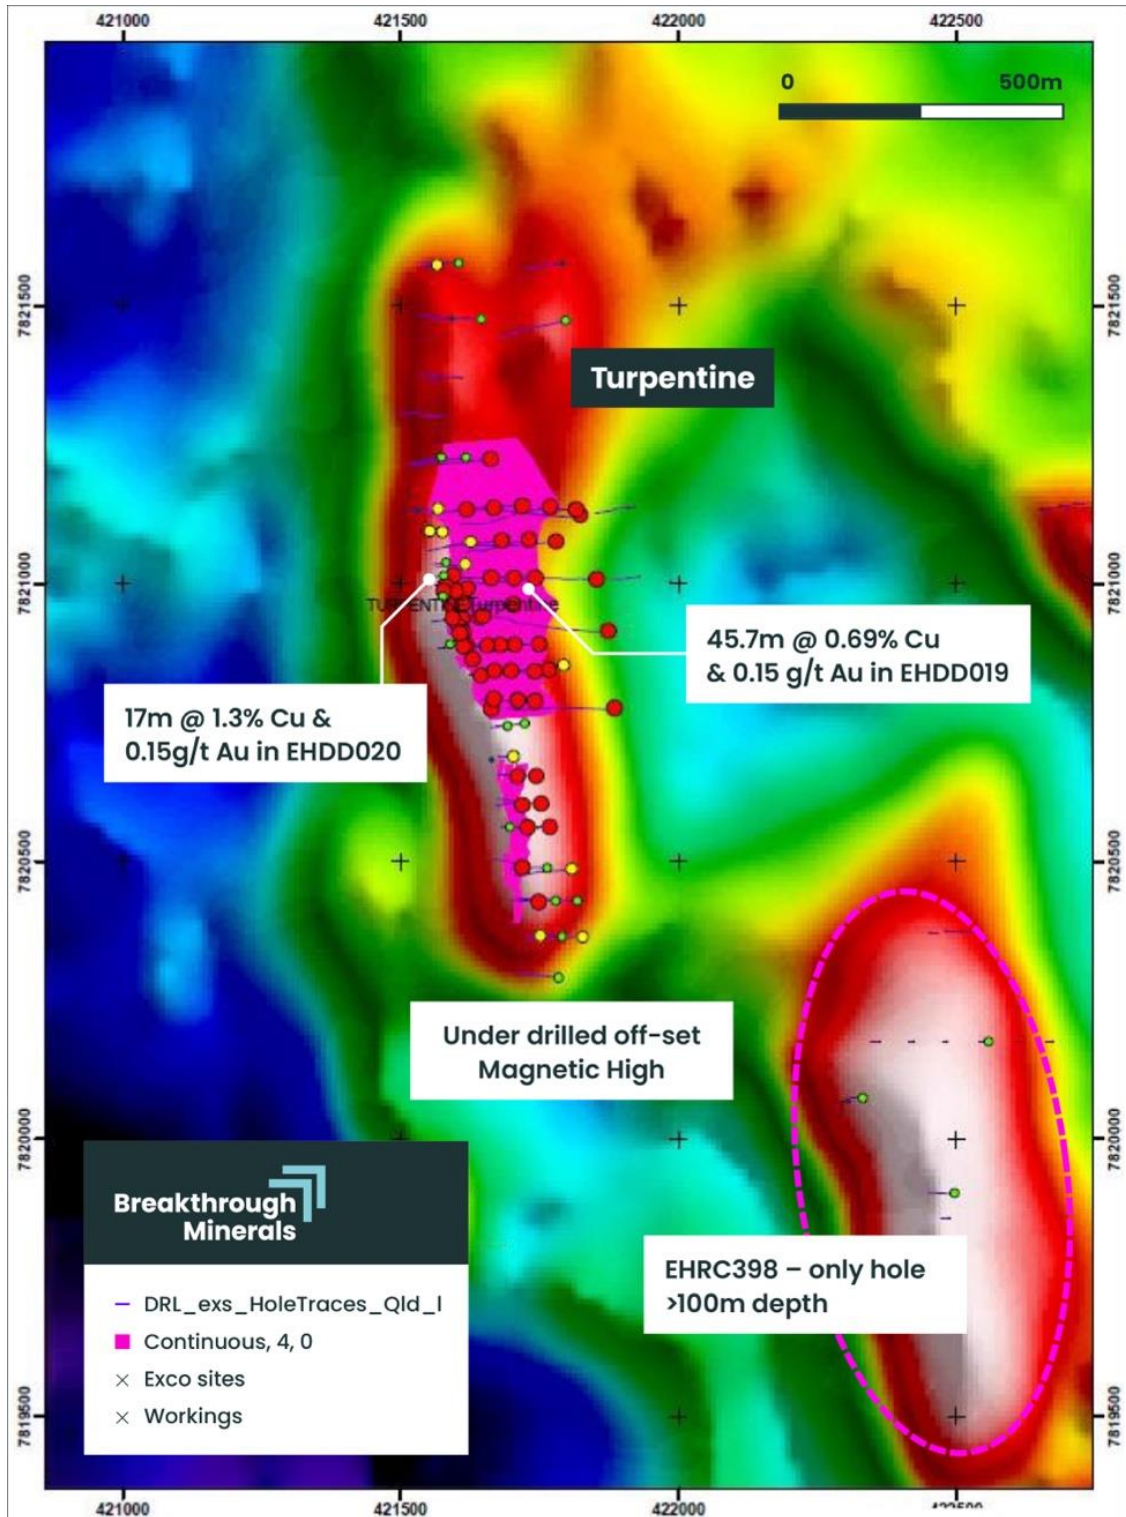 421000
421500
422000
422500
0
500m
7821500
7821500
Turpentine
7821000
7821000
TURPENTINE Turpentine
45.7m @ 0.69% Cu
& 0.15 g/t Au in EHDD019
17m @ 1.3% Cu &
0.15g/t Au in EHDD020
7820500
7820500
Under drilled off-set
Magnetic High
7820000
7820000
Breakthrough
Minerals
EHRC398 – only hole
>100m depth
DRL_exs_HoleTraces_Qld_l
Continuous, 4, 0
Exco sites
Workings
7819500
7819500
421000
421500
422000
422500